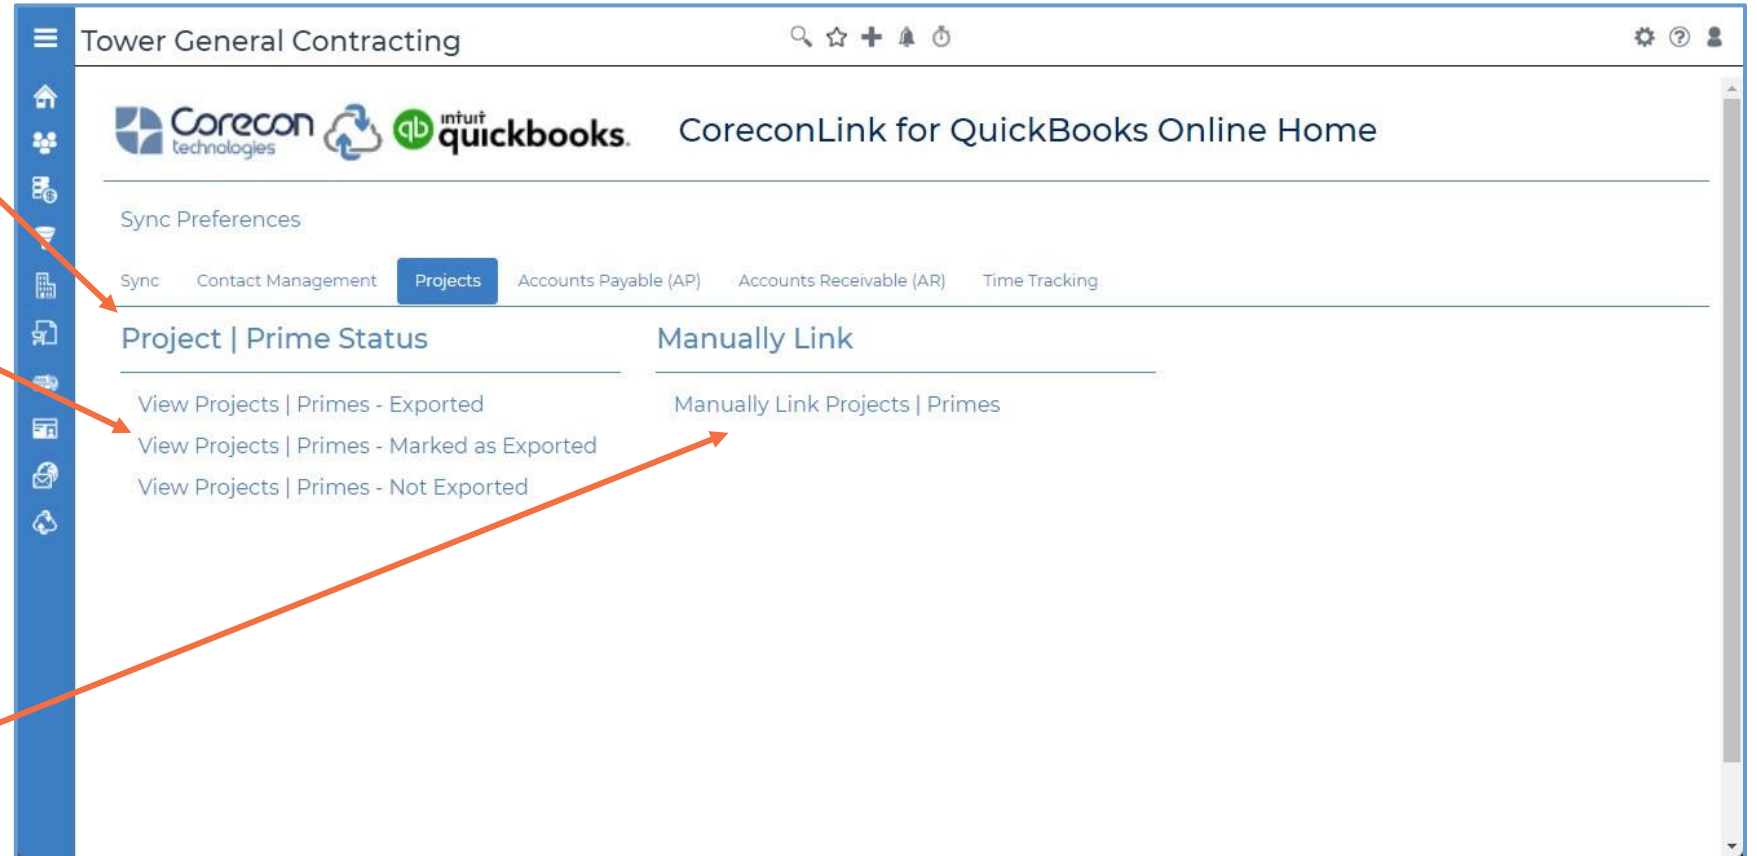 Tower General Contracting
Corecon technologies qb intuit quickbooks. CoreconLink for QuickBooks Online Home
Sync Preferences
Sync Contact Management Projects Accounts Payable (AP) Accounts Receivable (AR) Time Tracking
Project | Prime Status
View Projects | Primes - Exported
View Projects | Primes - Marked as Exported
View Projects | Primes - Not Exported
Manually Link
Manually Link Projects | Primes